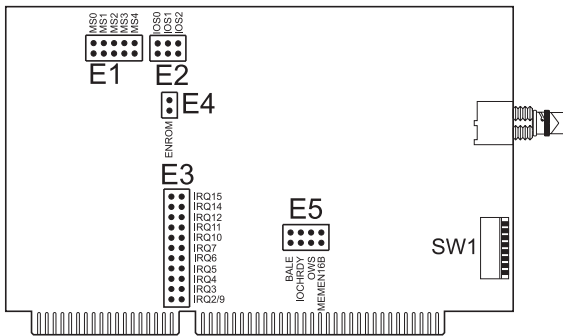 MS0
MS1
MS2
MS3
MS4
IOS0
IOS1
IOS2
E1
E2
E4
ENROM
E3
IRQ15
IRQ14
IRQ12
IRQ11
IRQ10
IRQ7
IRQ6
IRQ5
IRQ4
IRQ3
IRQ2/9
E5
BALE
IOCHRDY
OWS
MEMEN16B
SW1